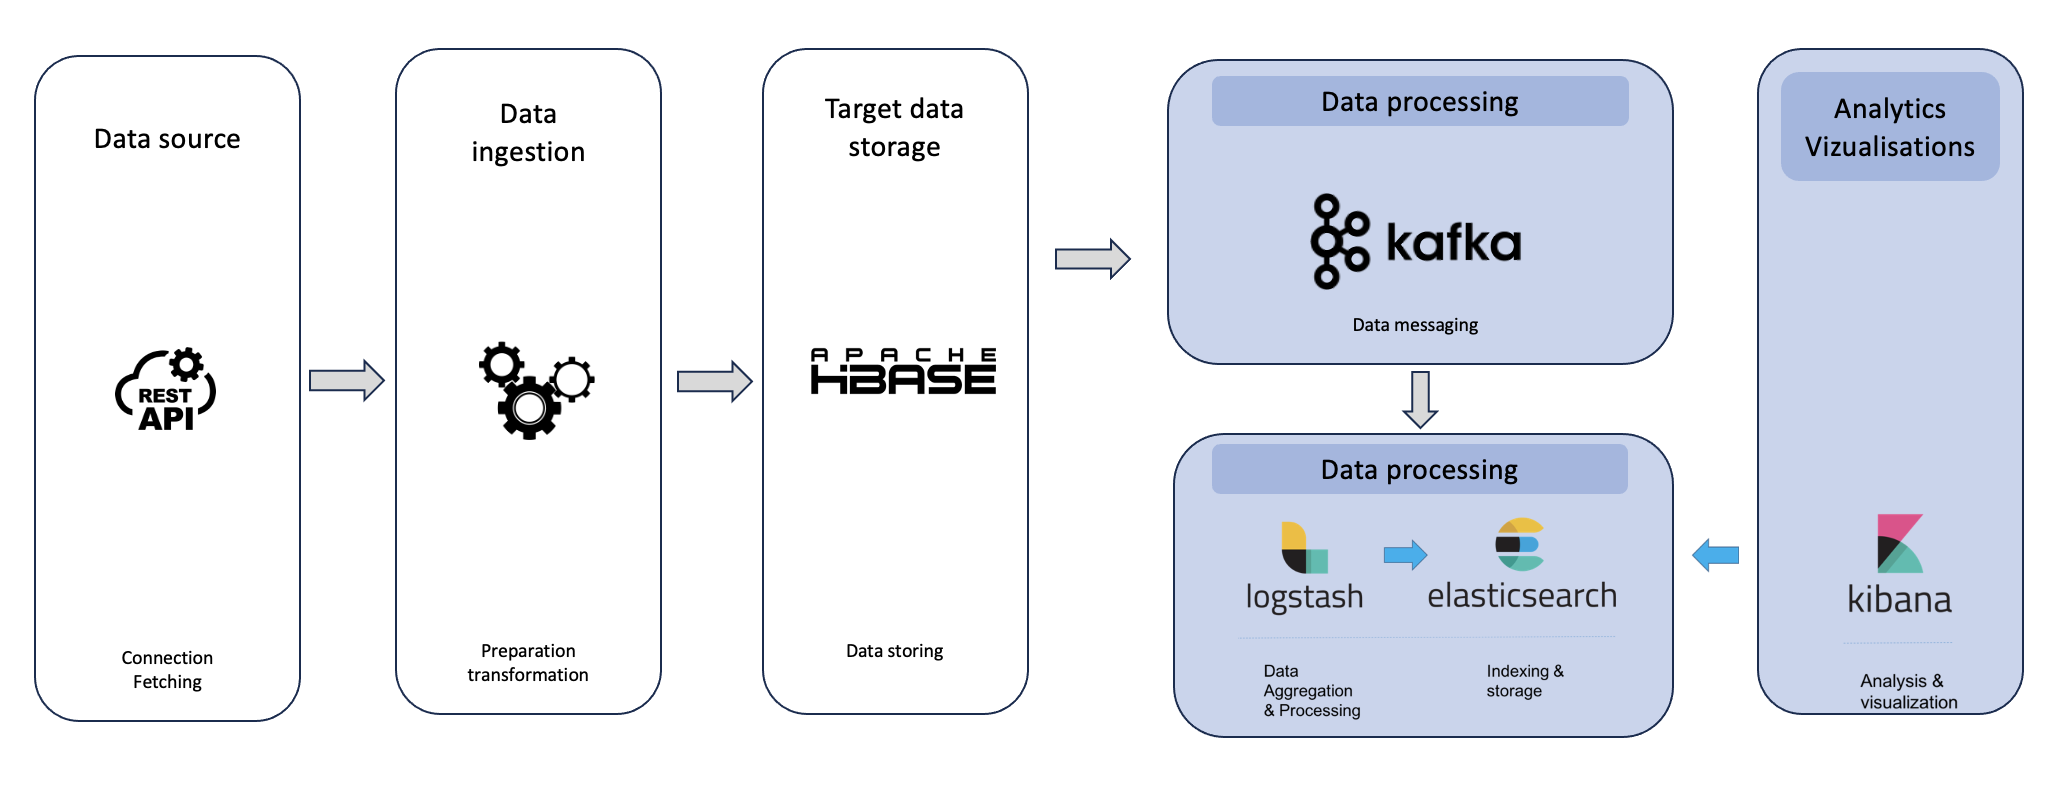 Data source
REST
API
Connection
Fetching
Data
ingestion
Preparation
transformation
Target data
storage
APACHE
HBASE
Data storing
Data processing
kafka
Data messaging
Data processing
logstash
elasticsearch
Data
Aggregation
& Processing
Indexing &
storage
Analytics
Vizualisations
kibana
Analysis &
visualization